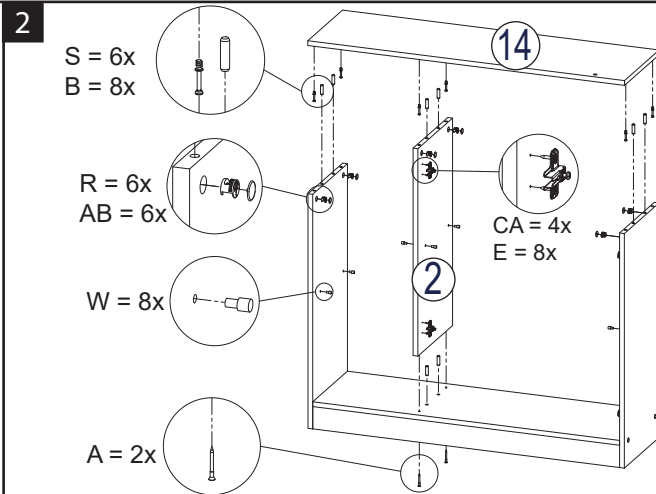 2
S = 6x
B = 8x
14
R = 6x
AB = 6x
CA = 4x
E = 8x
W = 8x
2
A = 2x